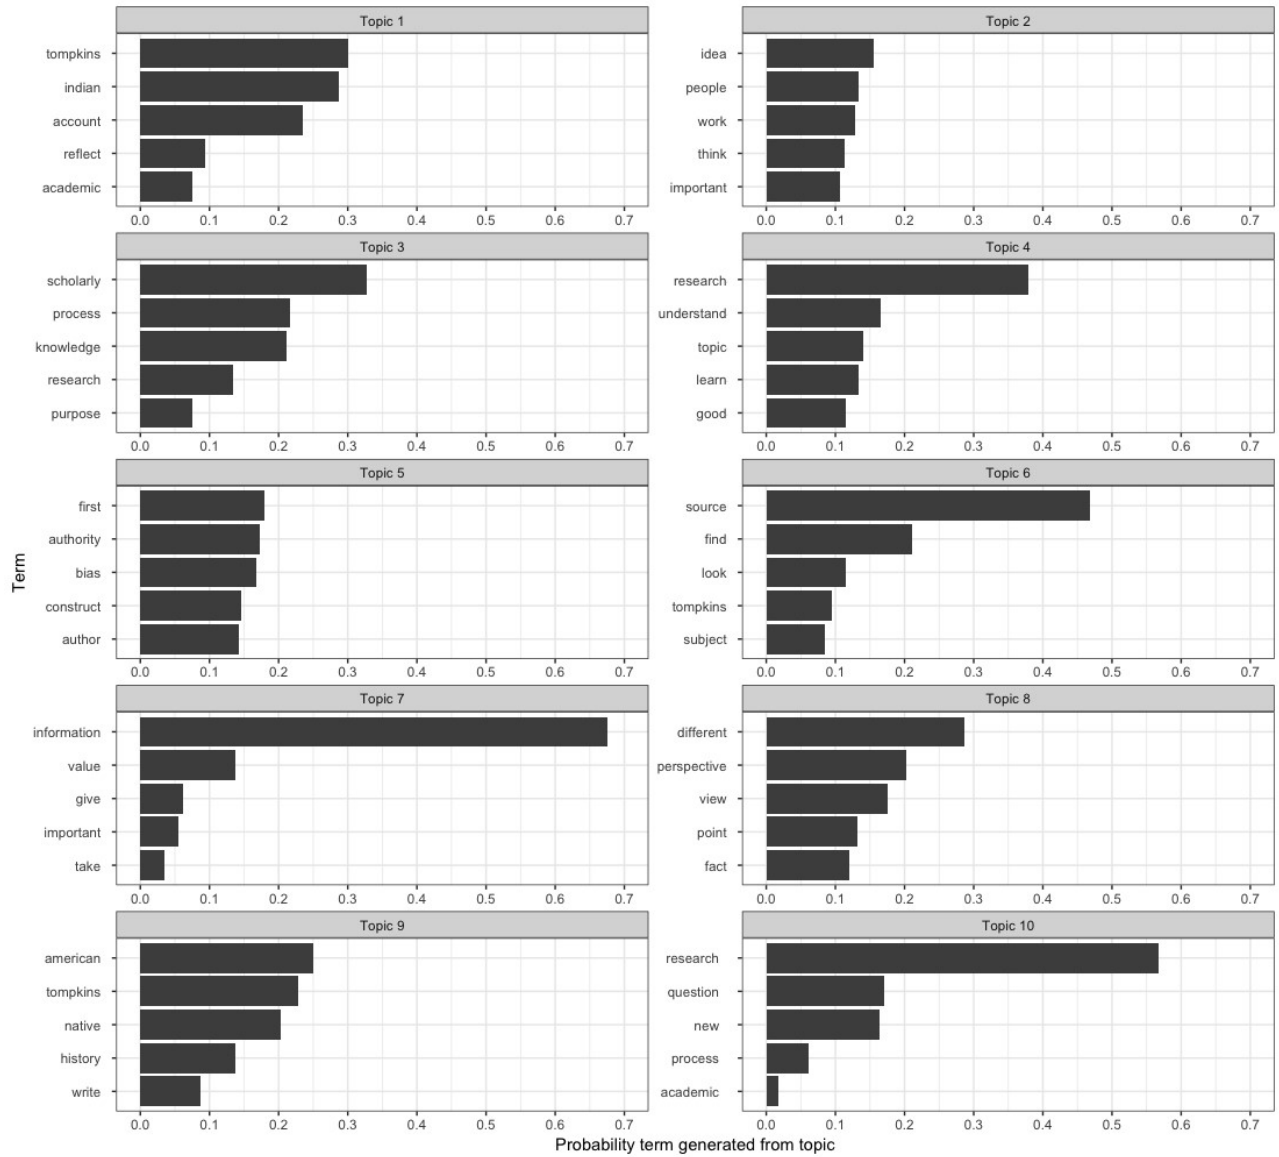 Topic 1
tompkins
indian
account
reflect
academic
0.0 0.1 0.2 0.3 0.4 0.5 0.6 0.7
Topic 2
idea
people
work
think
important
0.0 0.1 0.2 0.3 0.4 0.5 0.6 0.7
Topic 3
scholarly
process
knowledge
research
purpose
0.0 0.1 0.2 0.3 0.4 0.5 0.6 0.7
Topic 4
research
understand
topic
learn
good
0.0 0.1 0.2 0.3 0.4 0.5 0.6 0.7
Topic 5
first
authority
bias
construct
author
0.0 0.1 0.2 0.3 0.4 0.5 0.6 0.7
Topic 6
source
find
look
tompkins
subject
0.0 0.1 0.2 0.3 0.4 0.5 0.6 0.7
Topic 7
information
value
give
important
take
0.0 0.1 0.2 0.3 0.4 0.5 0.6 0.7
Topic 8
different
perspective
view
point
fact
0.0 0.1 0.2 0.3 0.4 0.5 0.6 0.7
Topic 9
american
tompkins
native
history
write
0.0 0.1 0.2 0.3 0.4 0.5 0.6 0.7
Topic 10
research
question
new
process
academic
0.0 0.1 0.2 0.3 0.4 0.5 0.6 0.7
Term
Probability term generated from topic